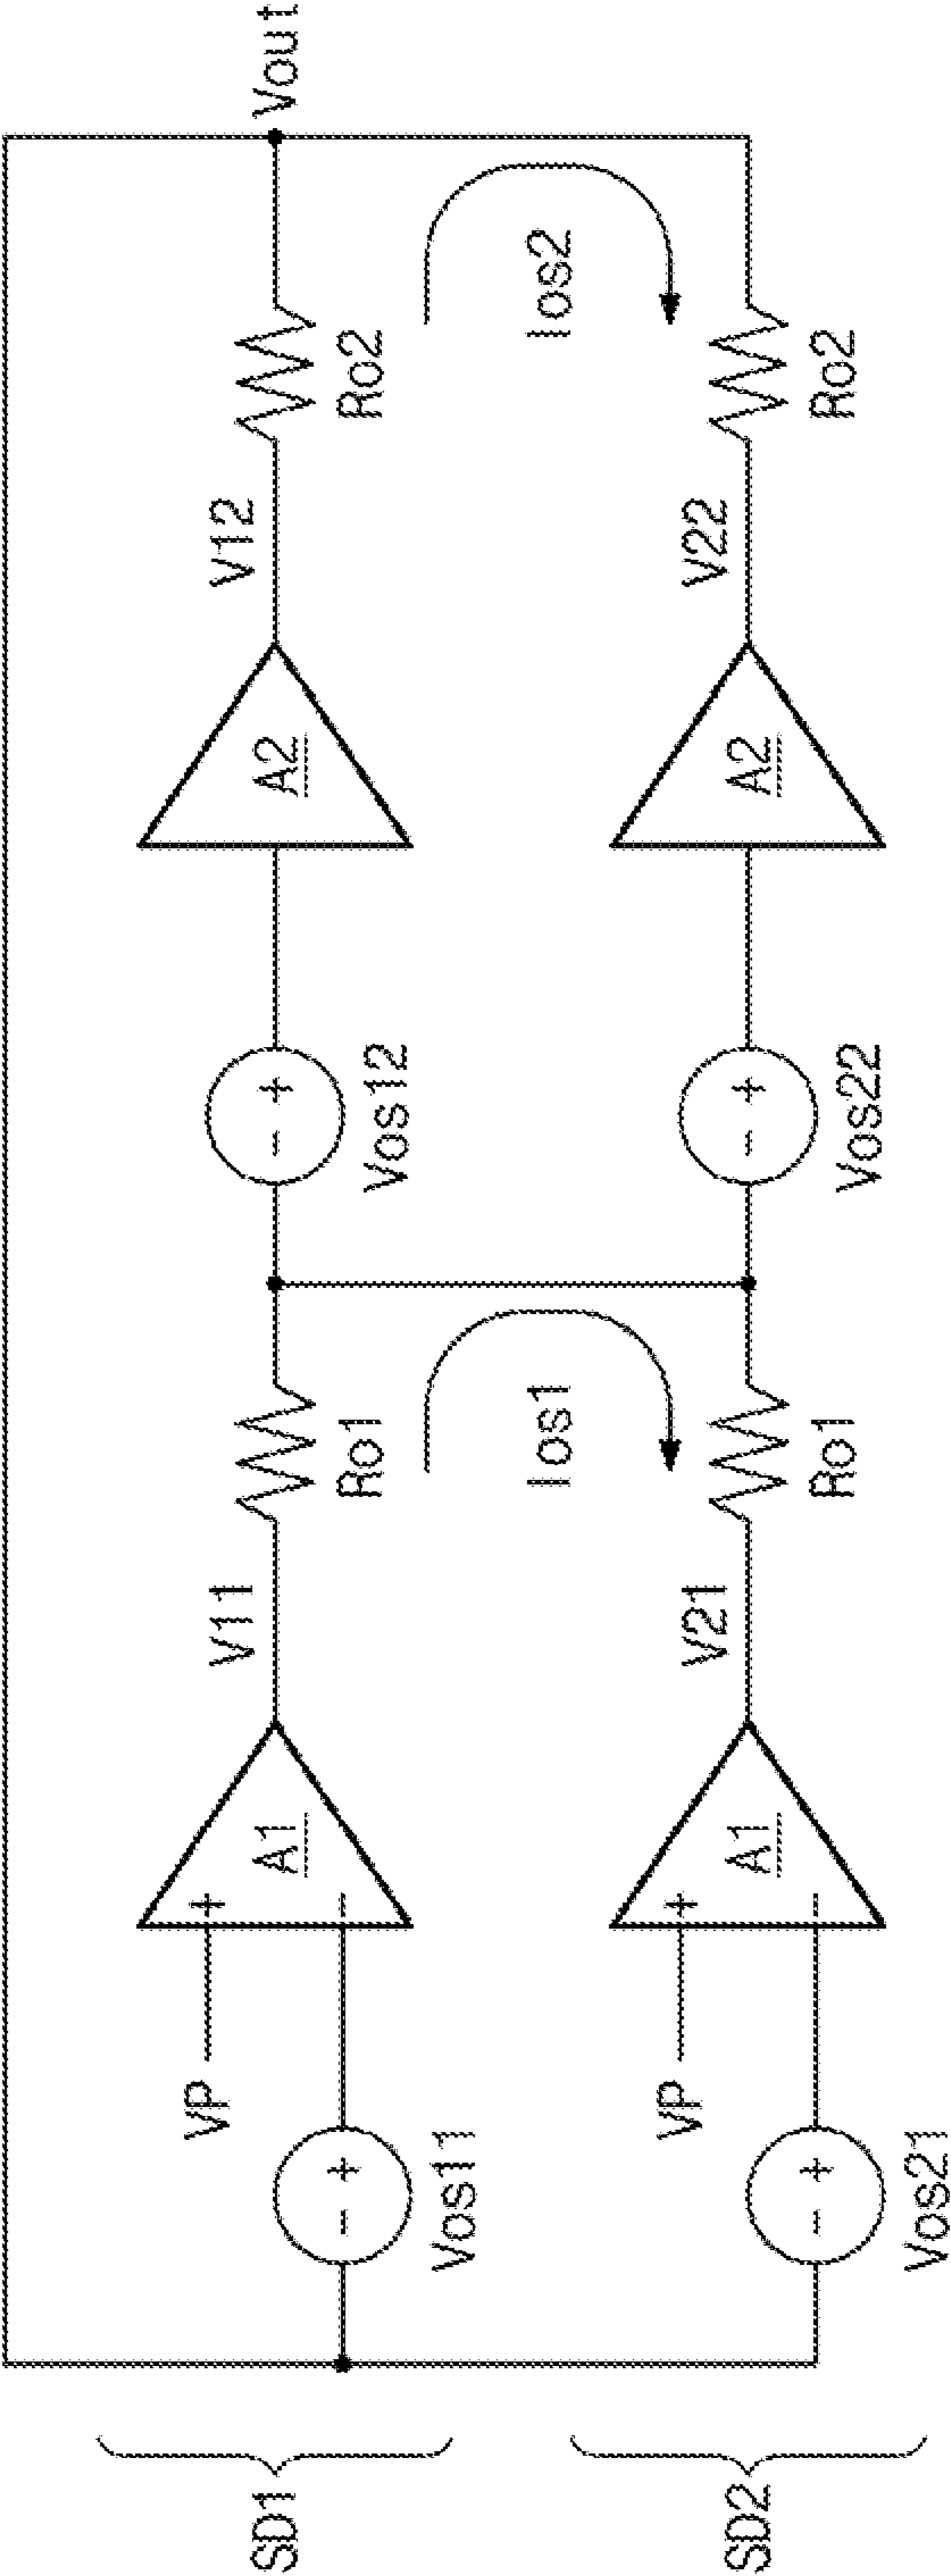 SD1
VP
+
-
A1
- +
Vos11
V11
Ro1
Ios1
- +
Vos12
A2
V12
Ro2
Ios2
Vout
SD2
VP
+
-
A1
- +
Vos21
V21
Ro1
- +
Vos22
A2
V22
Ro2